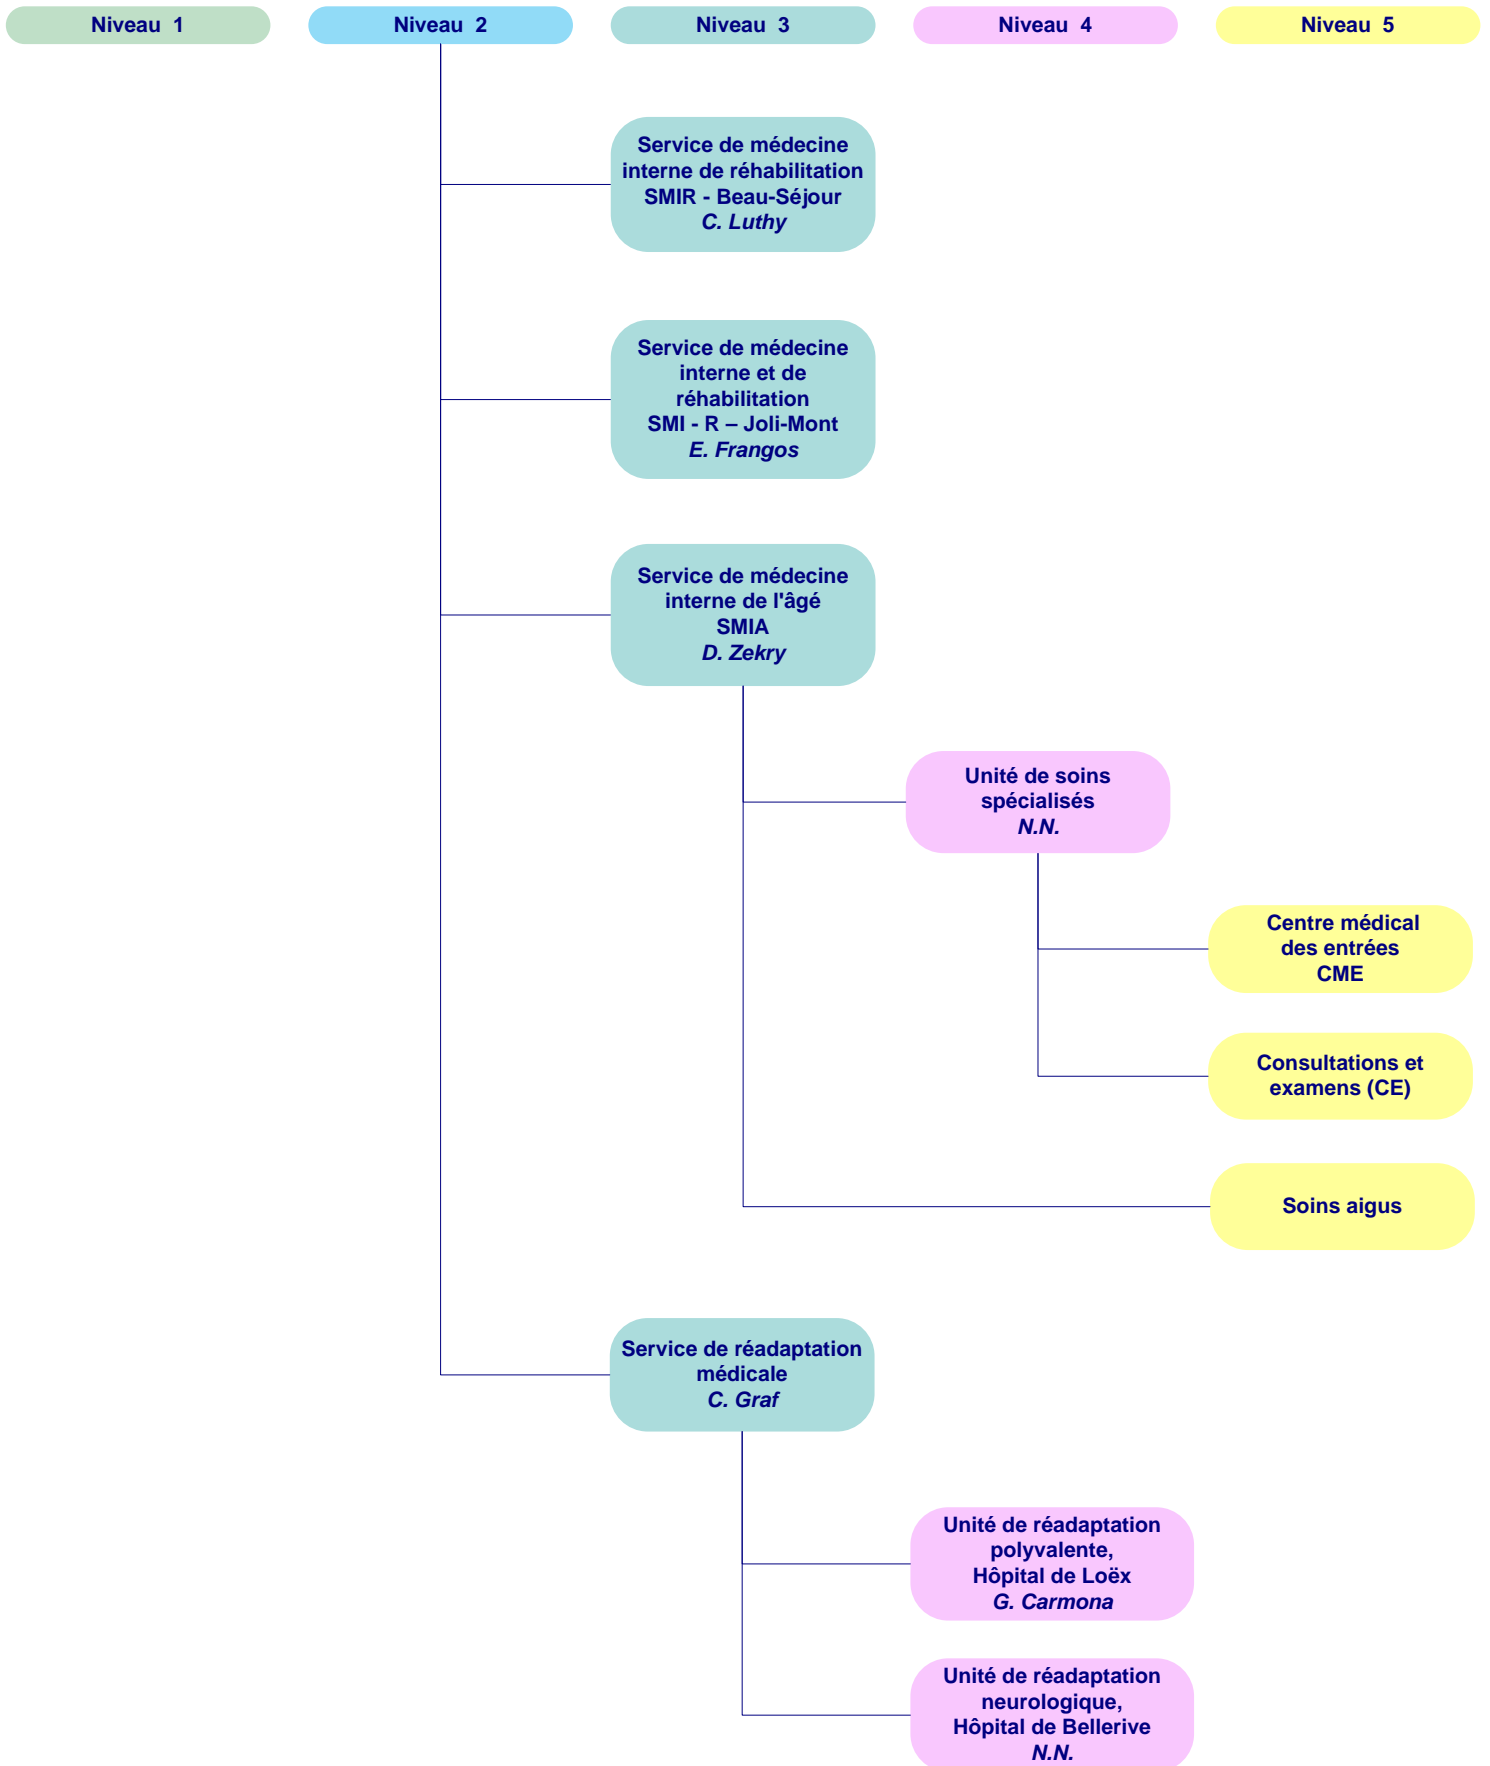 Niveau 1
Niveau 2
Niveau 3
Niveau 4
Niveau 5
Service de médecine
interne de réhabilitation
SMIR - Beau-Séjour
C. Luthy
Service de médecine
interne et de
réhabilitation
SMI - R – Joli-Mont
E. Frangos
Service de médecine
interne de l'âgé
SMIA
D. Zekry
Unité de soins
spécialisés
N.N.
Centre médical
des entrées
CME
Consultations et
examens (CE)
Soins aigus
Service de réadaptation
médicale
C. Graf
Unité de réadaptation
polyvalente,
Hôpital de Loëx
G. Carmona
Unité de réadaptation
neurologique,
Hôpital de Bellerive
N.N.